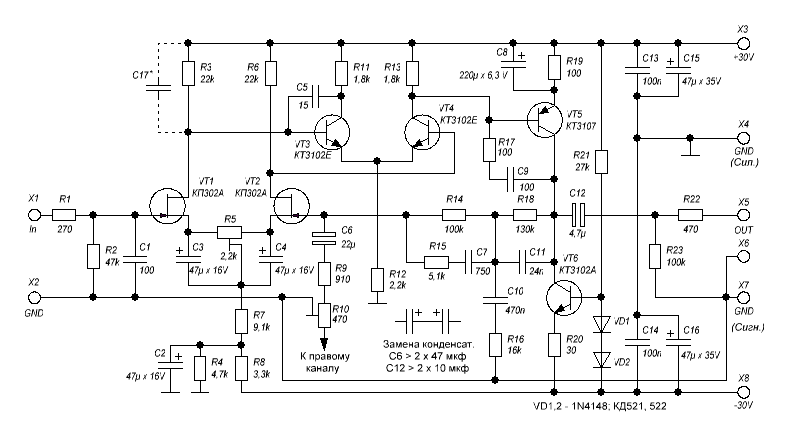 X3
+30V
C17*
R3
22k
R6
22k
R11
1,8k
R13
1,8k
C8
220µ x 6,3 V
R19
100
C13
100n
C15
47µ x 35V
C5
15
VT3
КТ3102Е
VT4
КТ3102Е
VT5
КТ3107
R17
100
C9
100
R21
27k
X4
GND
(Сил.)
VT1
КП302А
VT2
КП302А
X1
In
R1
270
R5
2,2k
R14
100k
R18
130k
C12
4,7µ
R22
470
X5
OUT
R2
47k
C1
100
C3
47µ x 16V
C4
47µ x 16V
C6
22µ
R15
5,1k
C7
750
C11
24n
VT6
КТ3102А
R23
100k
X6
X2
GND
R9
910
R12
2,2k
C10
470n
X7
GND
(Сигн.)
R7
9,1k
R10
470
R16
16k
R20
30
VD1
VD2
C14
100n
C16
47µ x 35V
К правому
каналу
Замена конденсат.
C6 > 2 x 47 мкф
C12 > 2 x 10 мкф
C2
47µ x 16V
R4
4,7k
R8
3,3k
X8
-30V
VD1,2 - 1N4148; КД521, 522